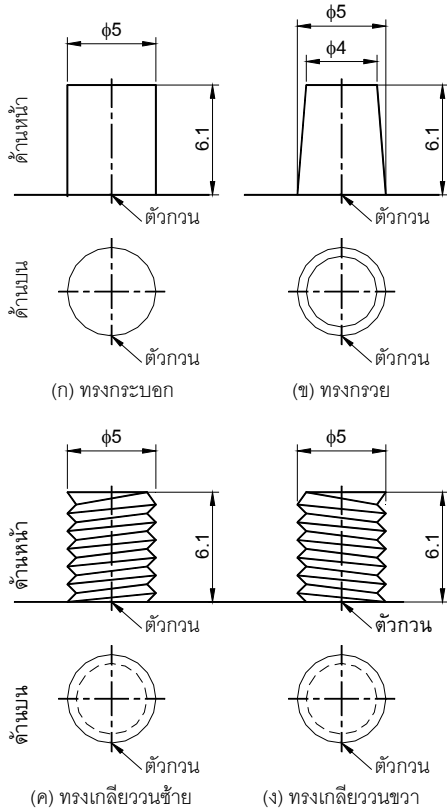 ϕ5
ϕ5
ϕ4
ด้านหน้า
6.1
6.1
ตัวกวน
ตัวกวน
ด้านบน
ตัวกวน
ตัวกวน
(ก) ทรงกระบอก
(ข) ทรงกรวย
ϕ5
ϕ5
ด้านหน้า
6.1
6.1
ตัวกวน
ตัวกวน
ด้านบน
ตัวกวน
ตัวกวน
(ค) ทรงเกลียววนซ้าย
(ง) ทรงเกลียววนขวา